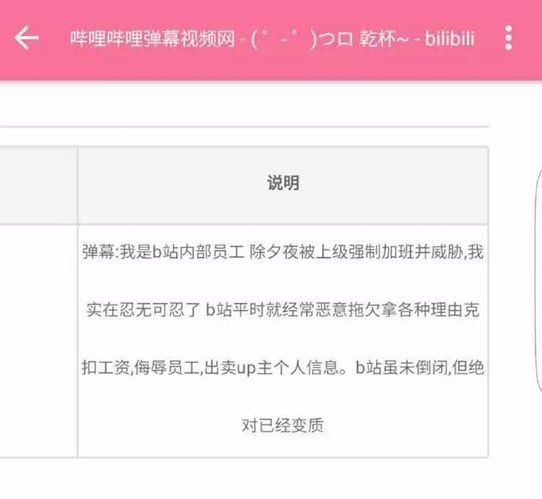 哔哩哔哩弹幕视频网 - ( ゜- ゜)つロ 乾杯~ - bilibili
说明
弹幕:我是b站内部员工 除夕夜被上级强制加班并威胁,我
实在忍无可忍了 b站平时就经常恶意拖欠拿各种理由克
扣工资,侮辱员工,出卖up主个人信息。b站虽未倒闭,但绝
对已经变质